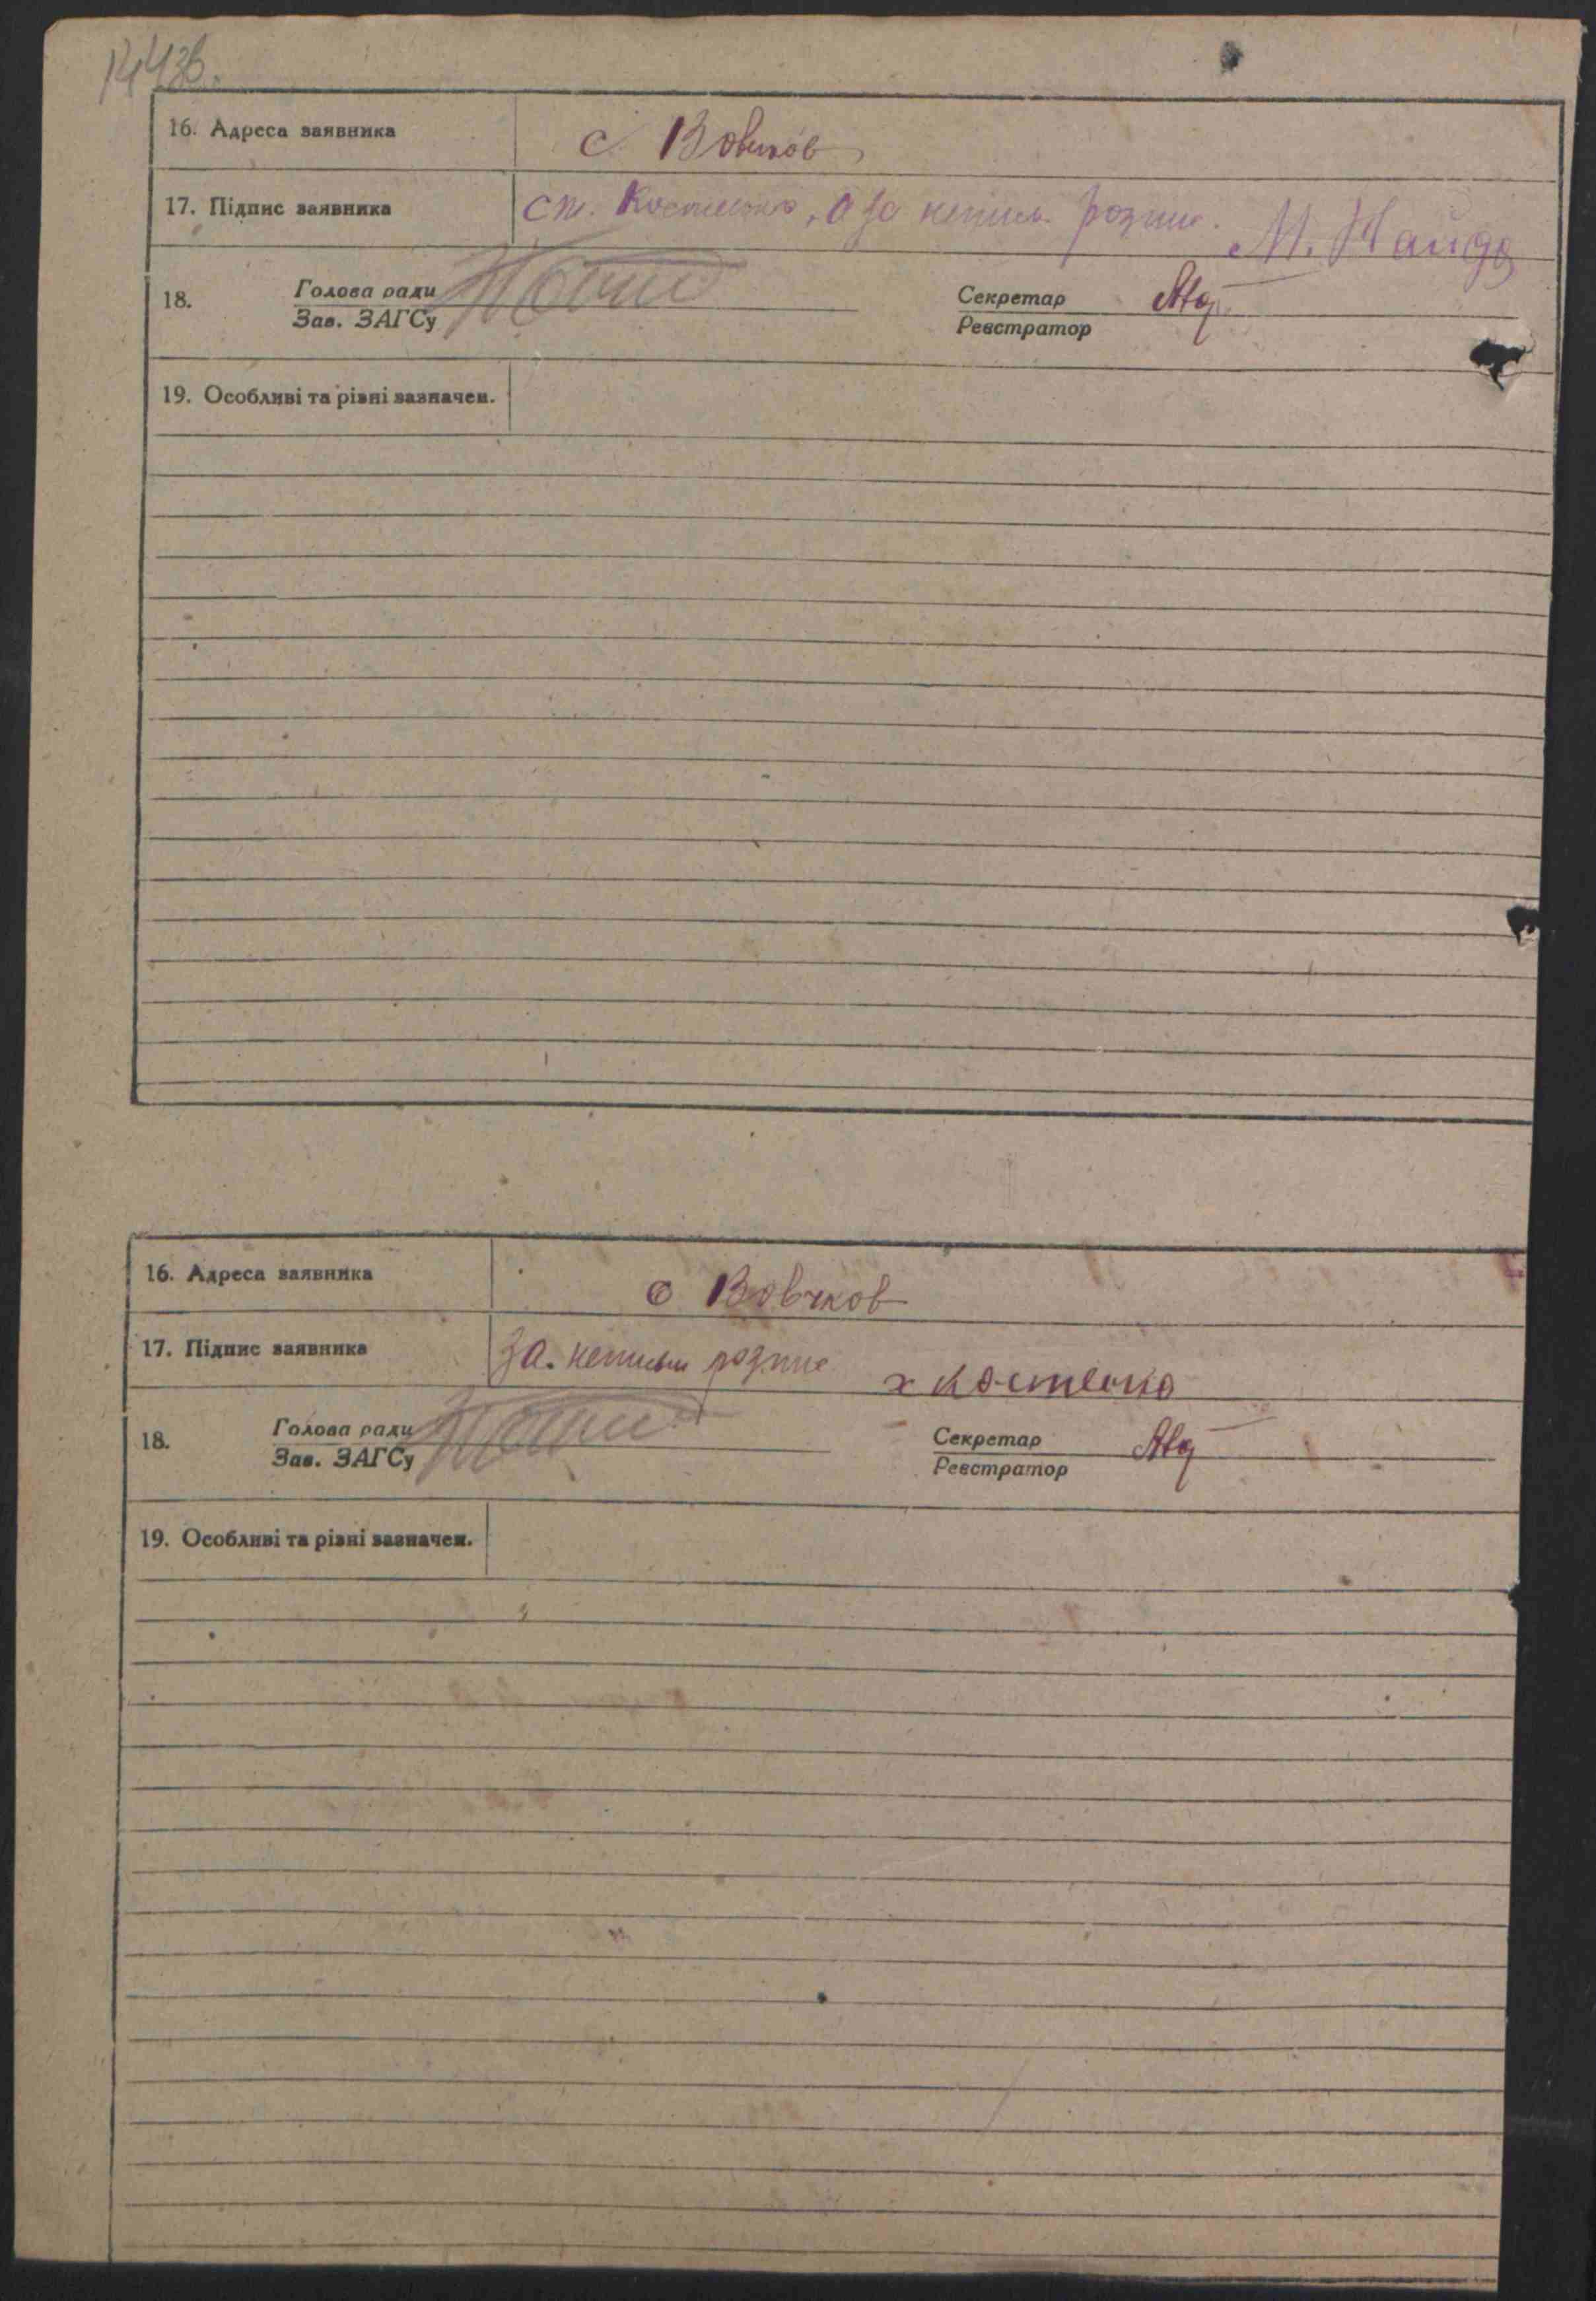 144зв.
16. Адреса заявника с Вовчков
17. Підпис заявника ст. Костенко, а за неписм. розпис. М. Найда
18. Голова ради Секретар
Зав. ЗАГСу Реєстратор
19. Особливі та різні зазначен.
16. Адреса заявника с Вовчков
17. Підпис заявника За. неписьм розпис х Костенко
18. Голова ради Секретар
Зав. ЗАГСу Реєстратор
19. Особливі та різні зазначен.